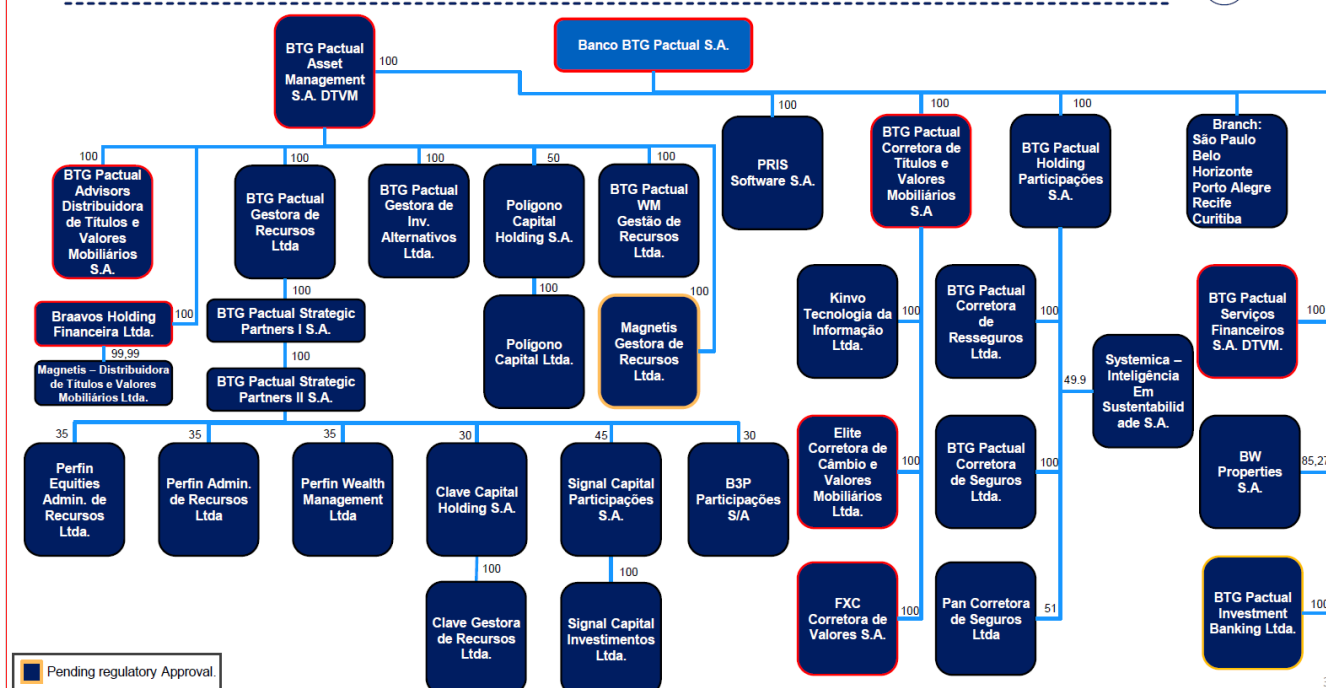 BTG Pactual
Asset
Management
S.A. DTVM
100
Banco BTG Pactual S.A.
100
PRIS
Software S.A.
100
BTG Pactual
Corretora de
Títulos e
Valores
Mobiliários
S.A
100
BTG Pactual
Holding
Participações
S.A.
Branch:
São Paulo
Belo
Horizonte
Porto Alegre
Recife
Curitiba
100
BTG Pactual
Advisors
Distribuidora
de Títulos e
Valores
Mobiliários
S.A.
100
BTG Pactual
Gestora de
Recursos
Ltda
100
BTG Pactual
Gestora de
Inv.
Alternativos
Ltda.
50
Polígono
Capital
Holding S.A.
100
BTG Pactual
WM
Gestão de
Recursos
Ltda.
Braavos Holding
Financeira Ltda.
100
99,99
Magnetis – Distribuidora
de Títulos e Valores
Mobiliários Ltda.
100
BTG Pactual Strategic
Partners I S.A.
100
BTG Pactual Strategic
Partners II S.A.
100
Polígono
Capital Ltda.
100
Magnetis
Gestora de
Recursos
Ltda.
Kinvo
Tecnologia da
Informação
Ltda.
100
BTG Pactual
Corretora
de
Resseguros
Ltda.
100
49.9
Systemica –
Inteligência
Em
Sustentabilid
ade S.A.
BTG Pactual
Serviços
Financeiros
S.A. DTVM.
100
35
Perfin
Equities
Admin. de
Recursos
Ltda.
35
Perfin Admin.
de Recursos
Ltda
35
Perfin Wealth
Management
Ltda
30
Clave Capital
Holding S.A.
45
Signal Capital
Participações
S.A.
30
B3P
Participações
S/A
Elite
Corretora de
Câmbio e
Valores
Mobiliários
Ltda.
100
BTG Pactual
Corretora
de Seguros
Ltda.
100
BW
Properties
S.A.
85,27
100
Clave Gestora
de Recursos
Ltda.
100
Signal Capital
Investimentos
Ltda.
FXC
Corretora de
Valores S.A.
100
Pan Corretora
de Seguros
Ltda
51
BTG Pactual
Investment
Banking Ltda.
100
Pending regulatory Approval.